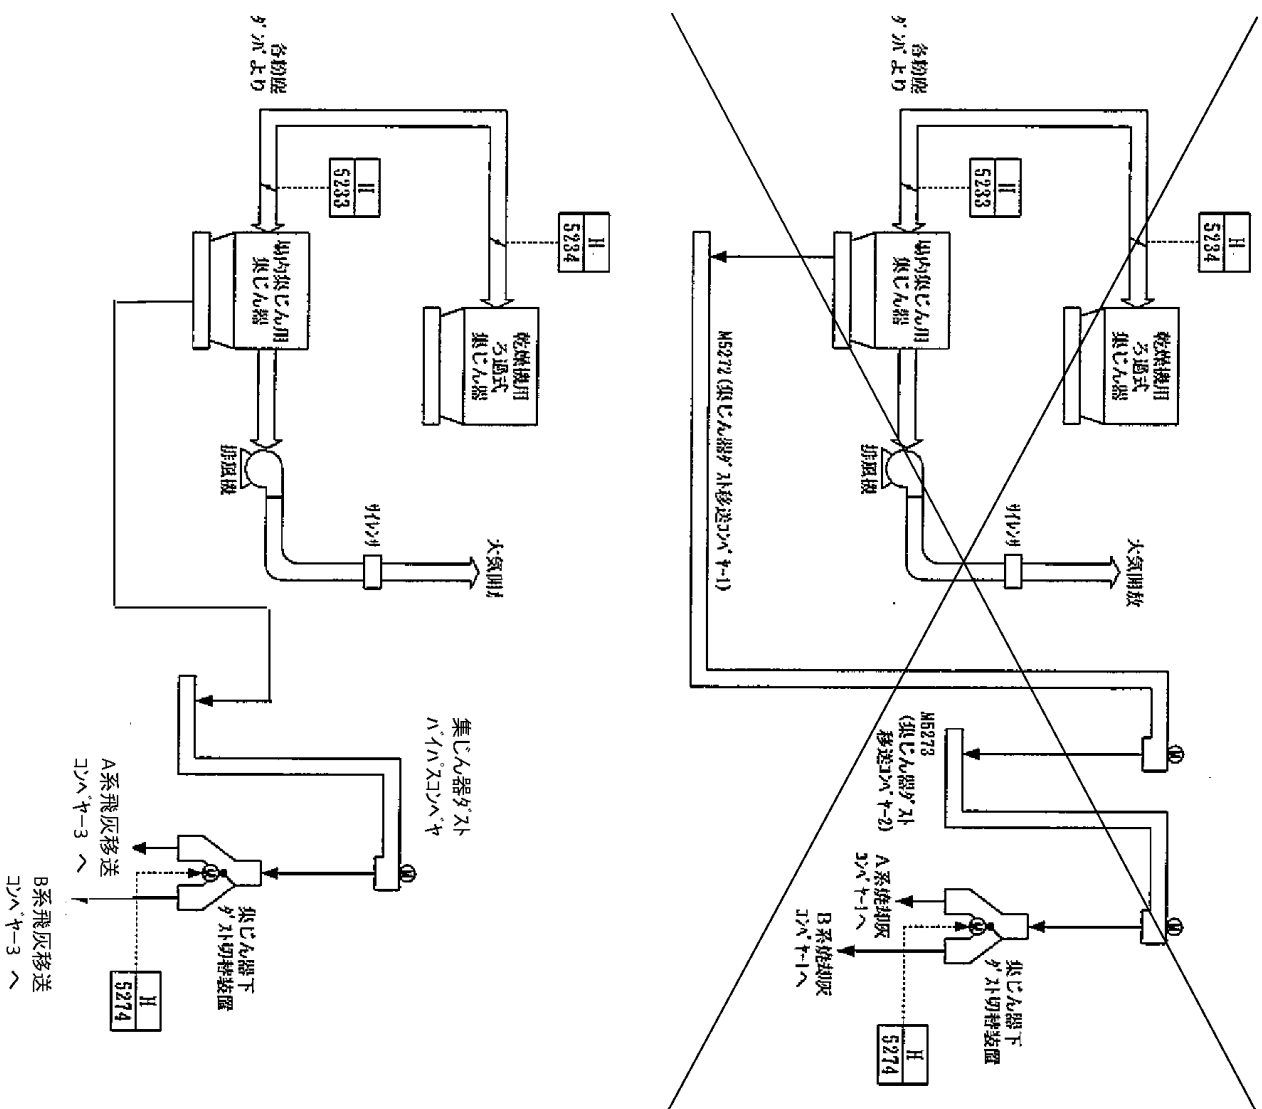 各粉塵
ダンパより
H
5234
H
5233
乾燥機用
ろ過式
集じん器
場内集じん用
集じん器
M5272(集じん器ダスト移送コンベヤ-1)
排風機
サイレンサ
大気開放
M
M5273
(集じん器ダスト
移送コンベヤ-2)
M
A系焼却灰
コンベヤ-1へ
B系焼却灰
コンベヤ-1へ
M
集じん器下
ダスト切替装置
H
5274
各粉塵
ダンパより
H
5234
H
5233
乾燥機用
ろ過式
集じん器
場内集じん用
集じん器
排風機
サイレンサ
大気開
集じん器ダスト
バイパスコンベヤ
M
A系飛灰移送
コンベヤー3 へ
B系飛灰移送
コンベヤー3 へ
M
集じん器下
ダスト切替装置
H
5274